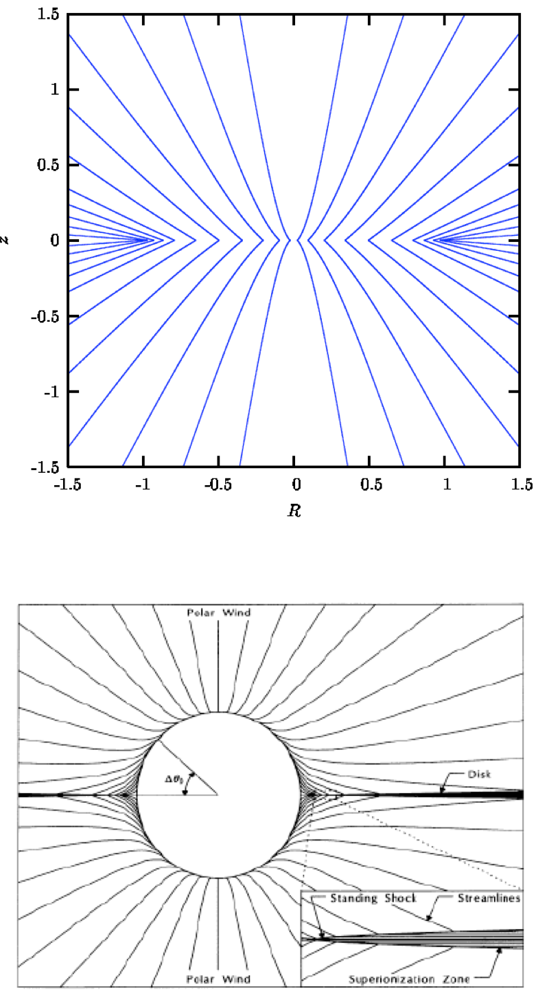 1.5
1
0.5
z
0
-0.5
-1
-1.5
-1.5 -1 -0.5 0 0.5 1 1.5
R
Polar Wind
Δθ₀
Disk
Standing Shock
Streamlines
Superionization Zone
Polar Wind